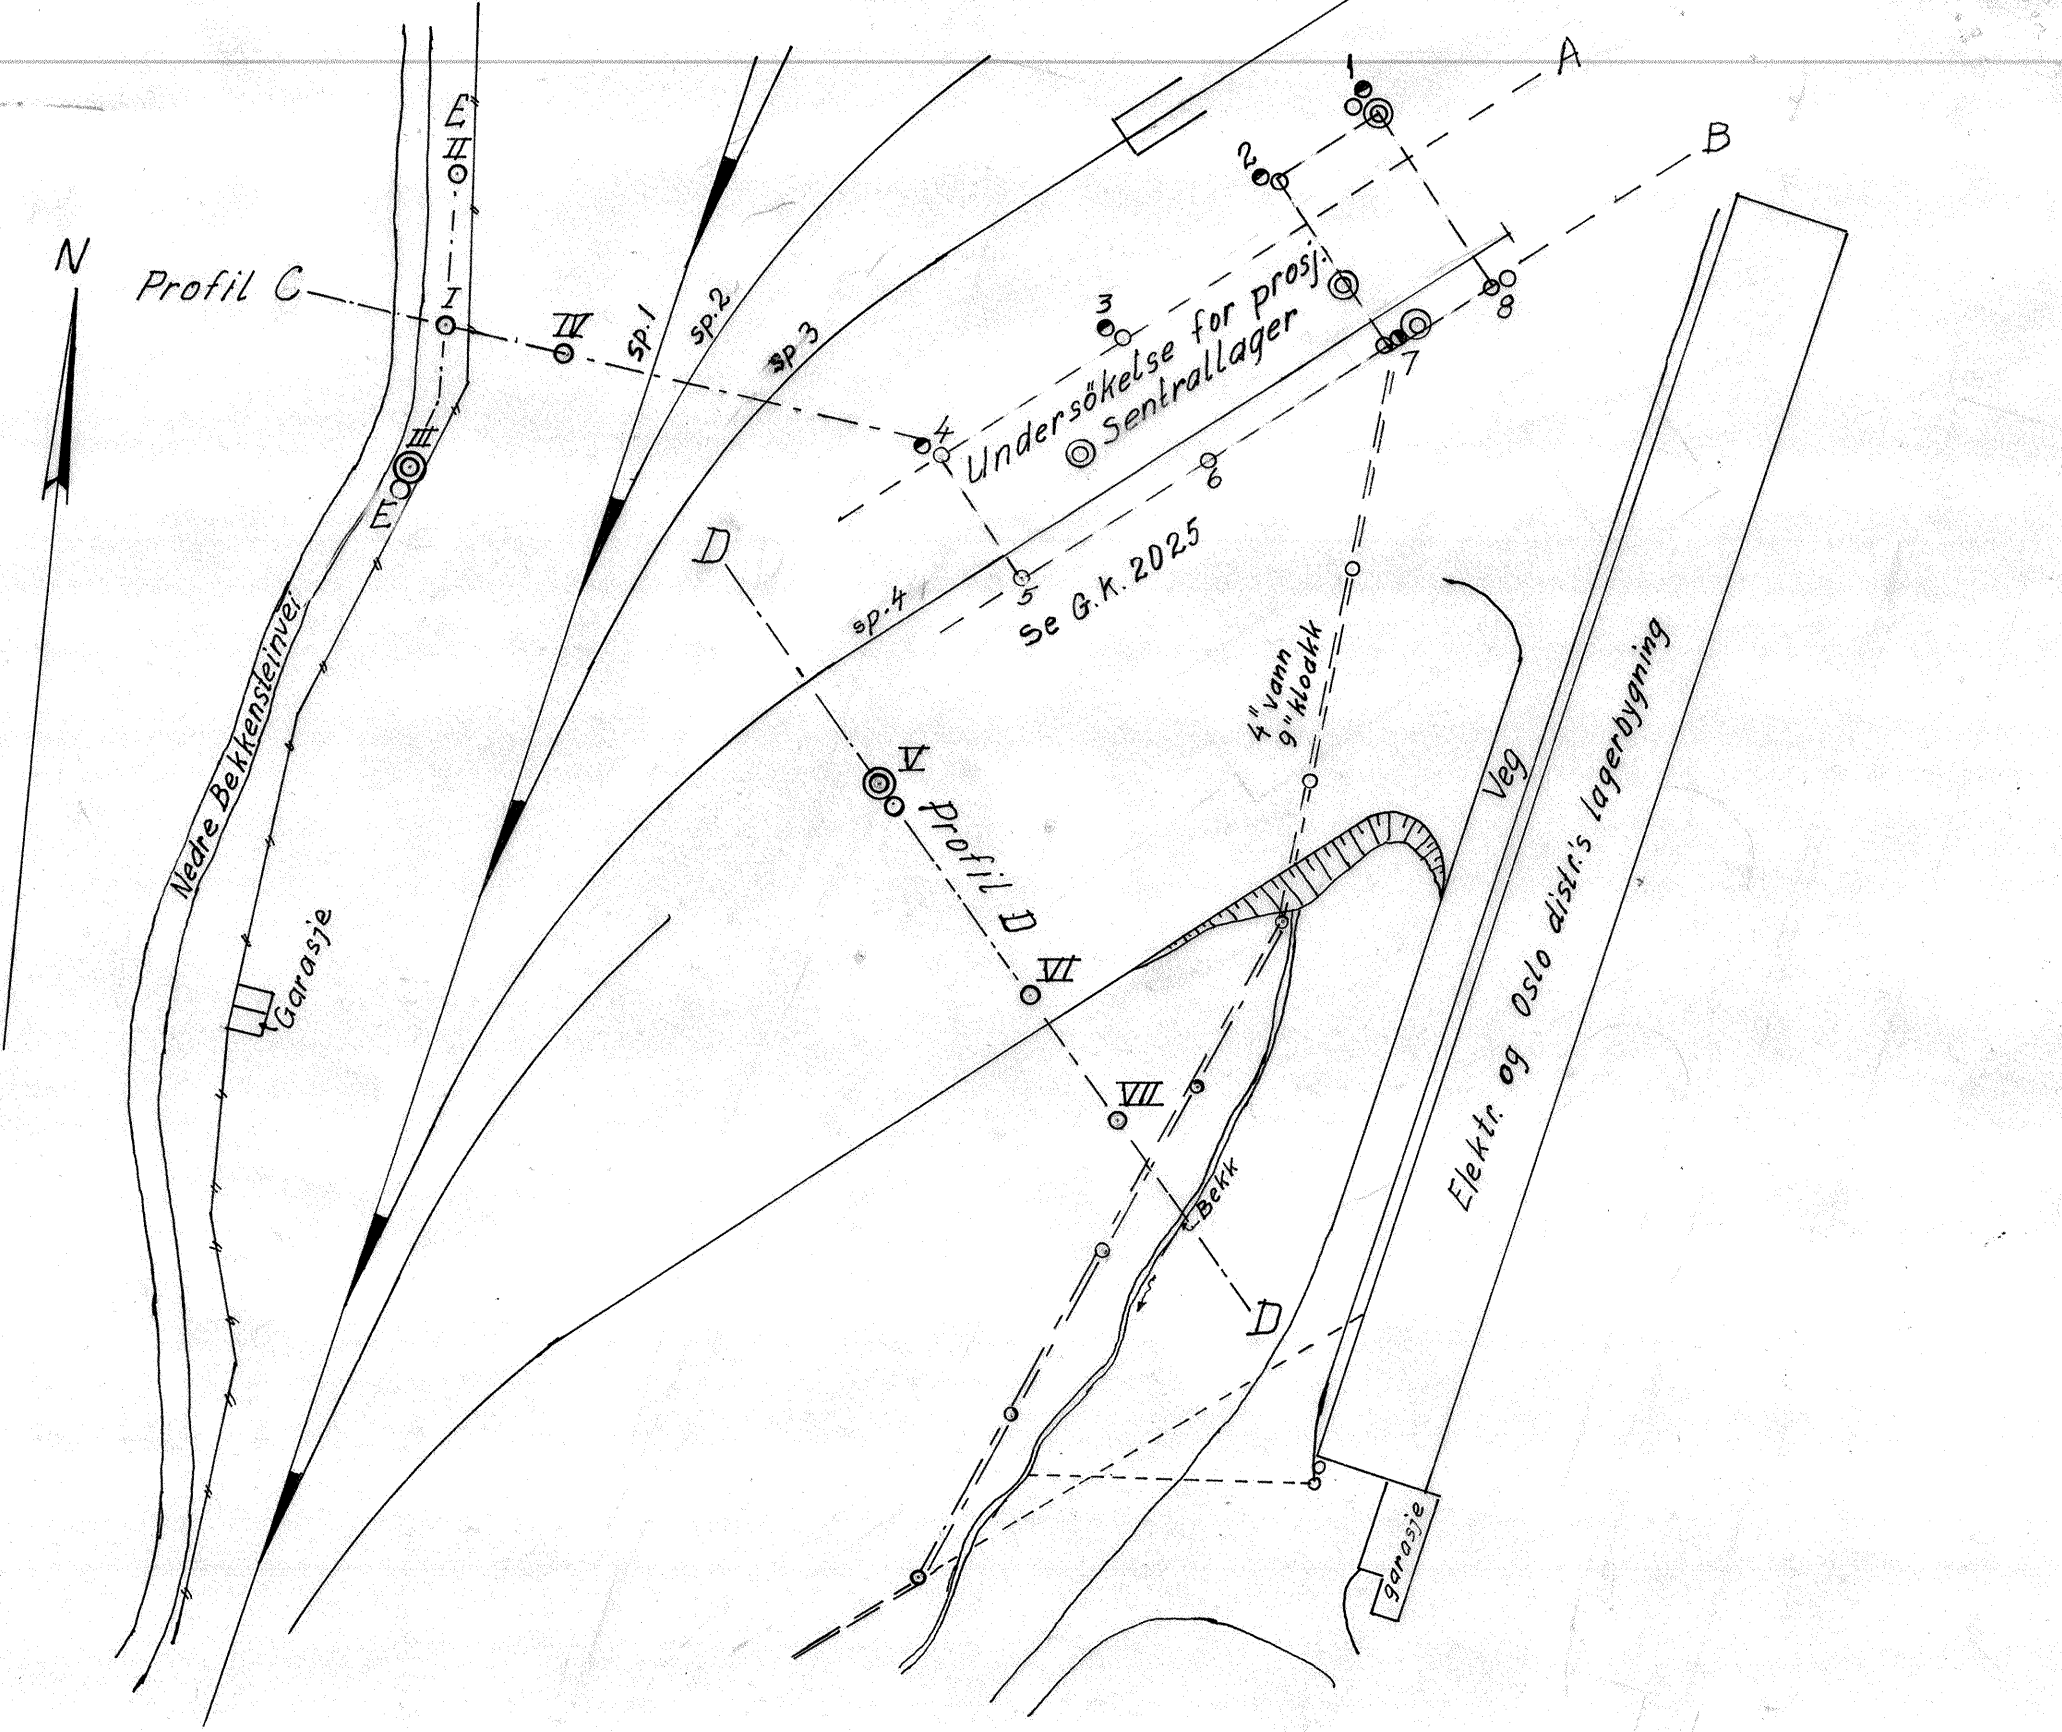 A
1
B
E
II
2
N
Profil C
I
IV
sp.1
sp.2
sp.3
3
8
7
Undersökelse for prosj.
Sentrallager
4
III
E
6
D
5
sp.4
Se G.K. 2025
Nedre Bekkensteinvei
4" vann
9" kloakk
V
Profil D
Veg
Elektr. og Oslo distr.'s lagerbygning
Garasje
VI
VII
Bekk
D
garasje